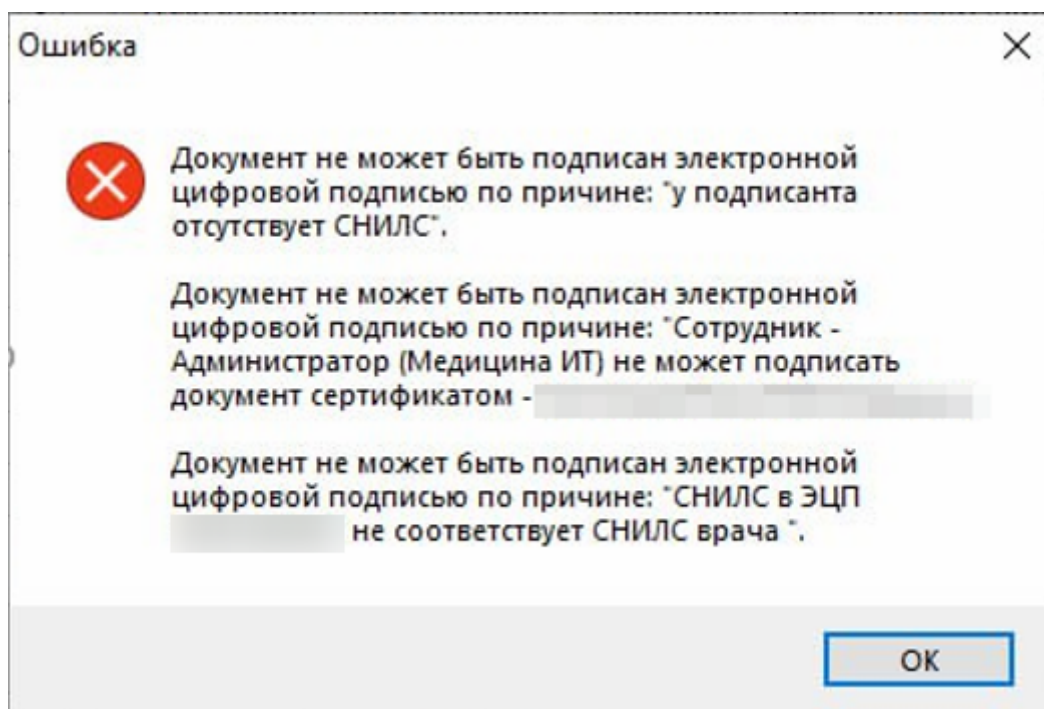 Ошибка
Документ не может быть подписан электронной
цифровой подписью по причине: "у подписанта
отсутствует СНИЛС".
Документ не может быть подписан электронной
цифровой подписью по причине: "Сотрудник -
Администратор (Медицина ИТ) не может подписать
документ сертификатом -
Документ не может быть подписан электронной
цифровой подписью по причине: "СНИЛС в ЭЦП
не соответствует СНИЛС врача ".
OK